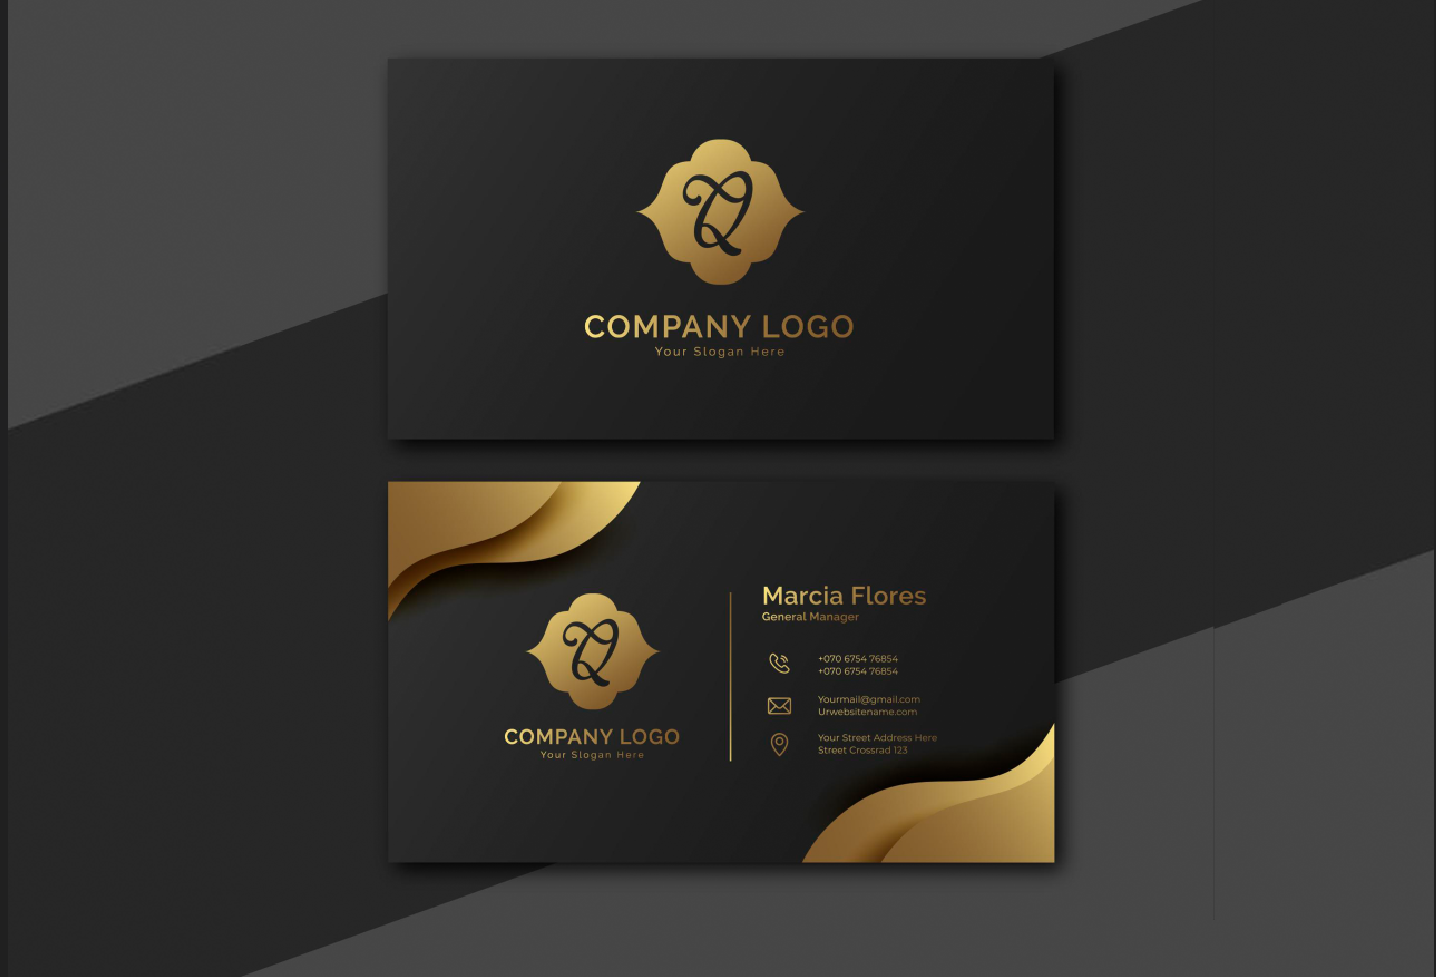 Q
COMPANY LOGO
Your Slogan Here
Q
COMPANY LOGO
Your Slogan Here
Marcia Flores
General Manager
+070 6754 76854
+070 6754 76854
Yourmail@gmail.com
Urwebsitename.com
Your Street Address Here
Street Crossrad 123